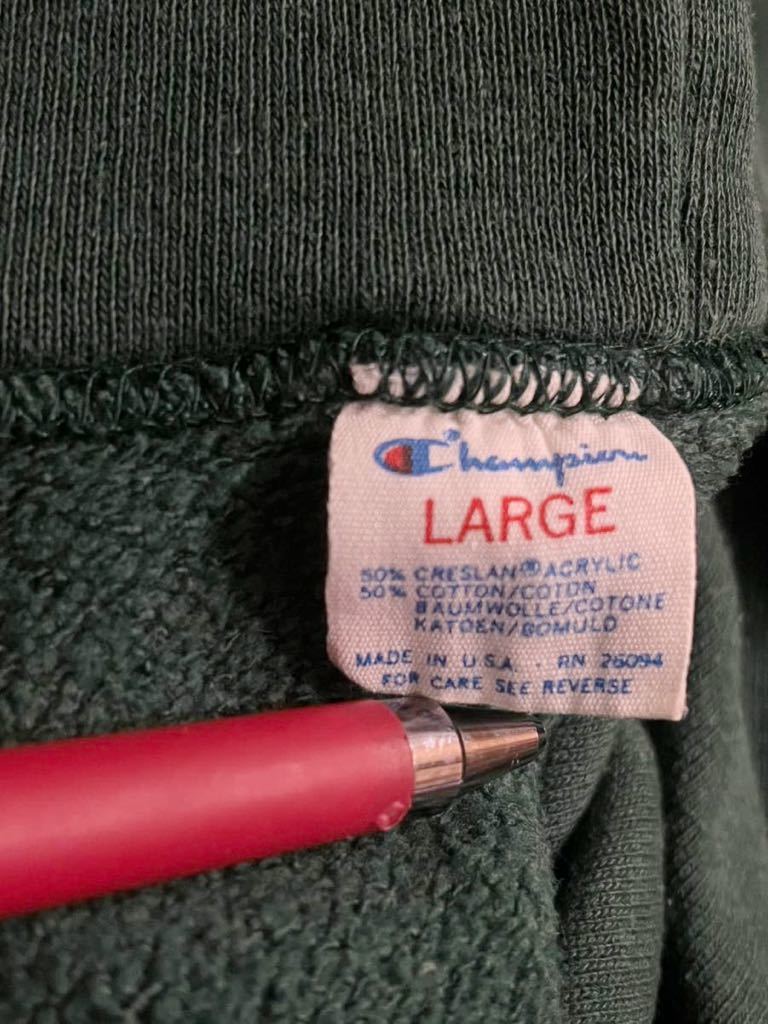 Champion®
LARGE
50% CRESLAN® ACRYLIC
50% COTTON/COTON
BAUMWOLLE/COTONE
KATOEN/BOMULD
MADE IN U.S.A. · RN 26094
FOR CARE SEE REVERSE